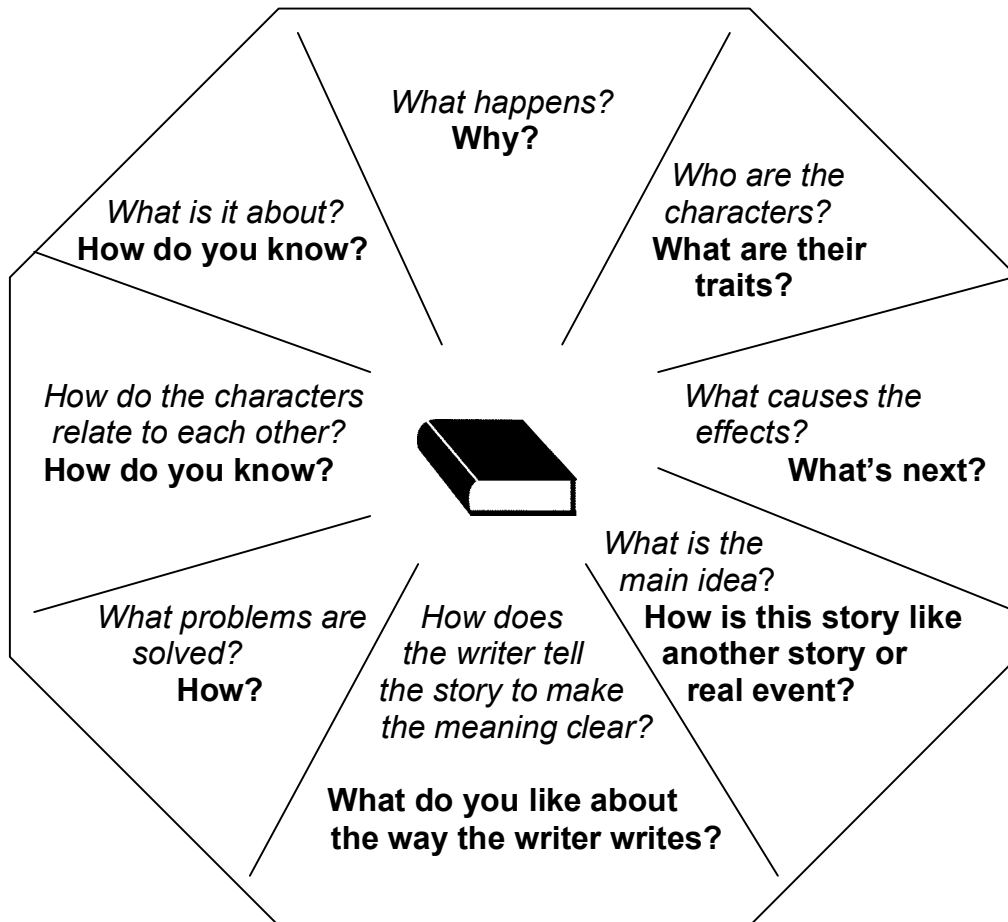 What happens?
Why?
Who are the
characters?
What are their
traits?
What is it about?
How do you know?
How do the characters
relate to each other?
How do you know?
What causes the
effects?
What's next?
What is the
main idea?
How is this story like
another story or
real event?
What problems are
solved?
How?
How does
the writer tell
the story to make
the meaning clear?
What do you like about
the way the writer writes?